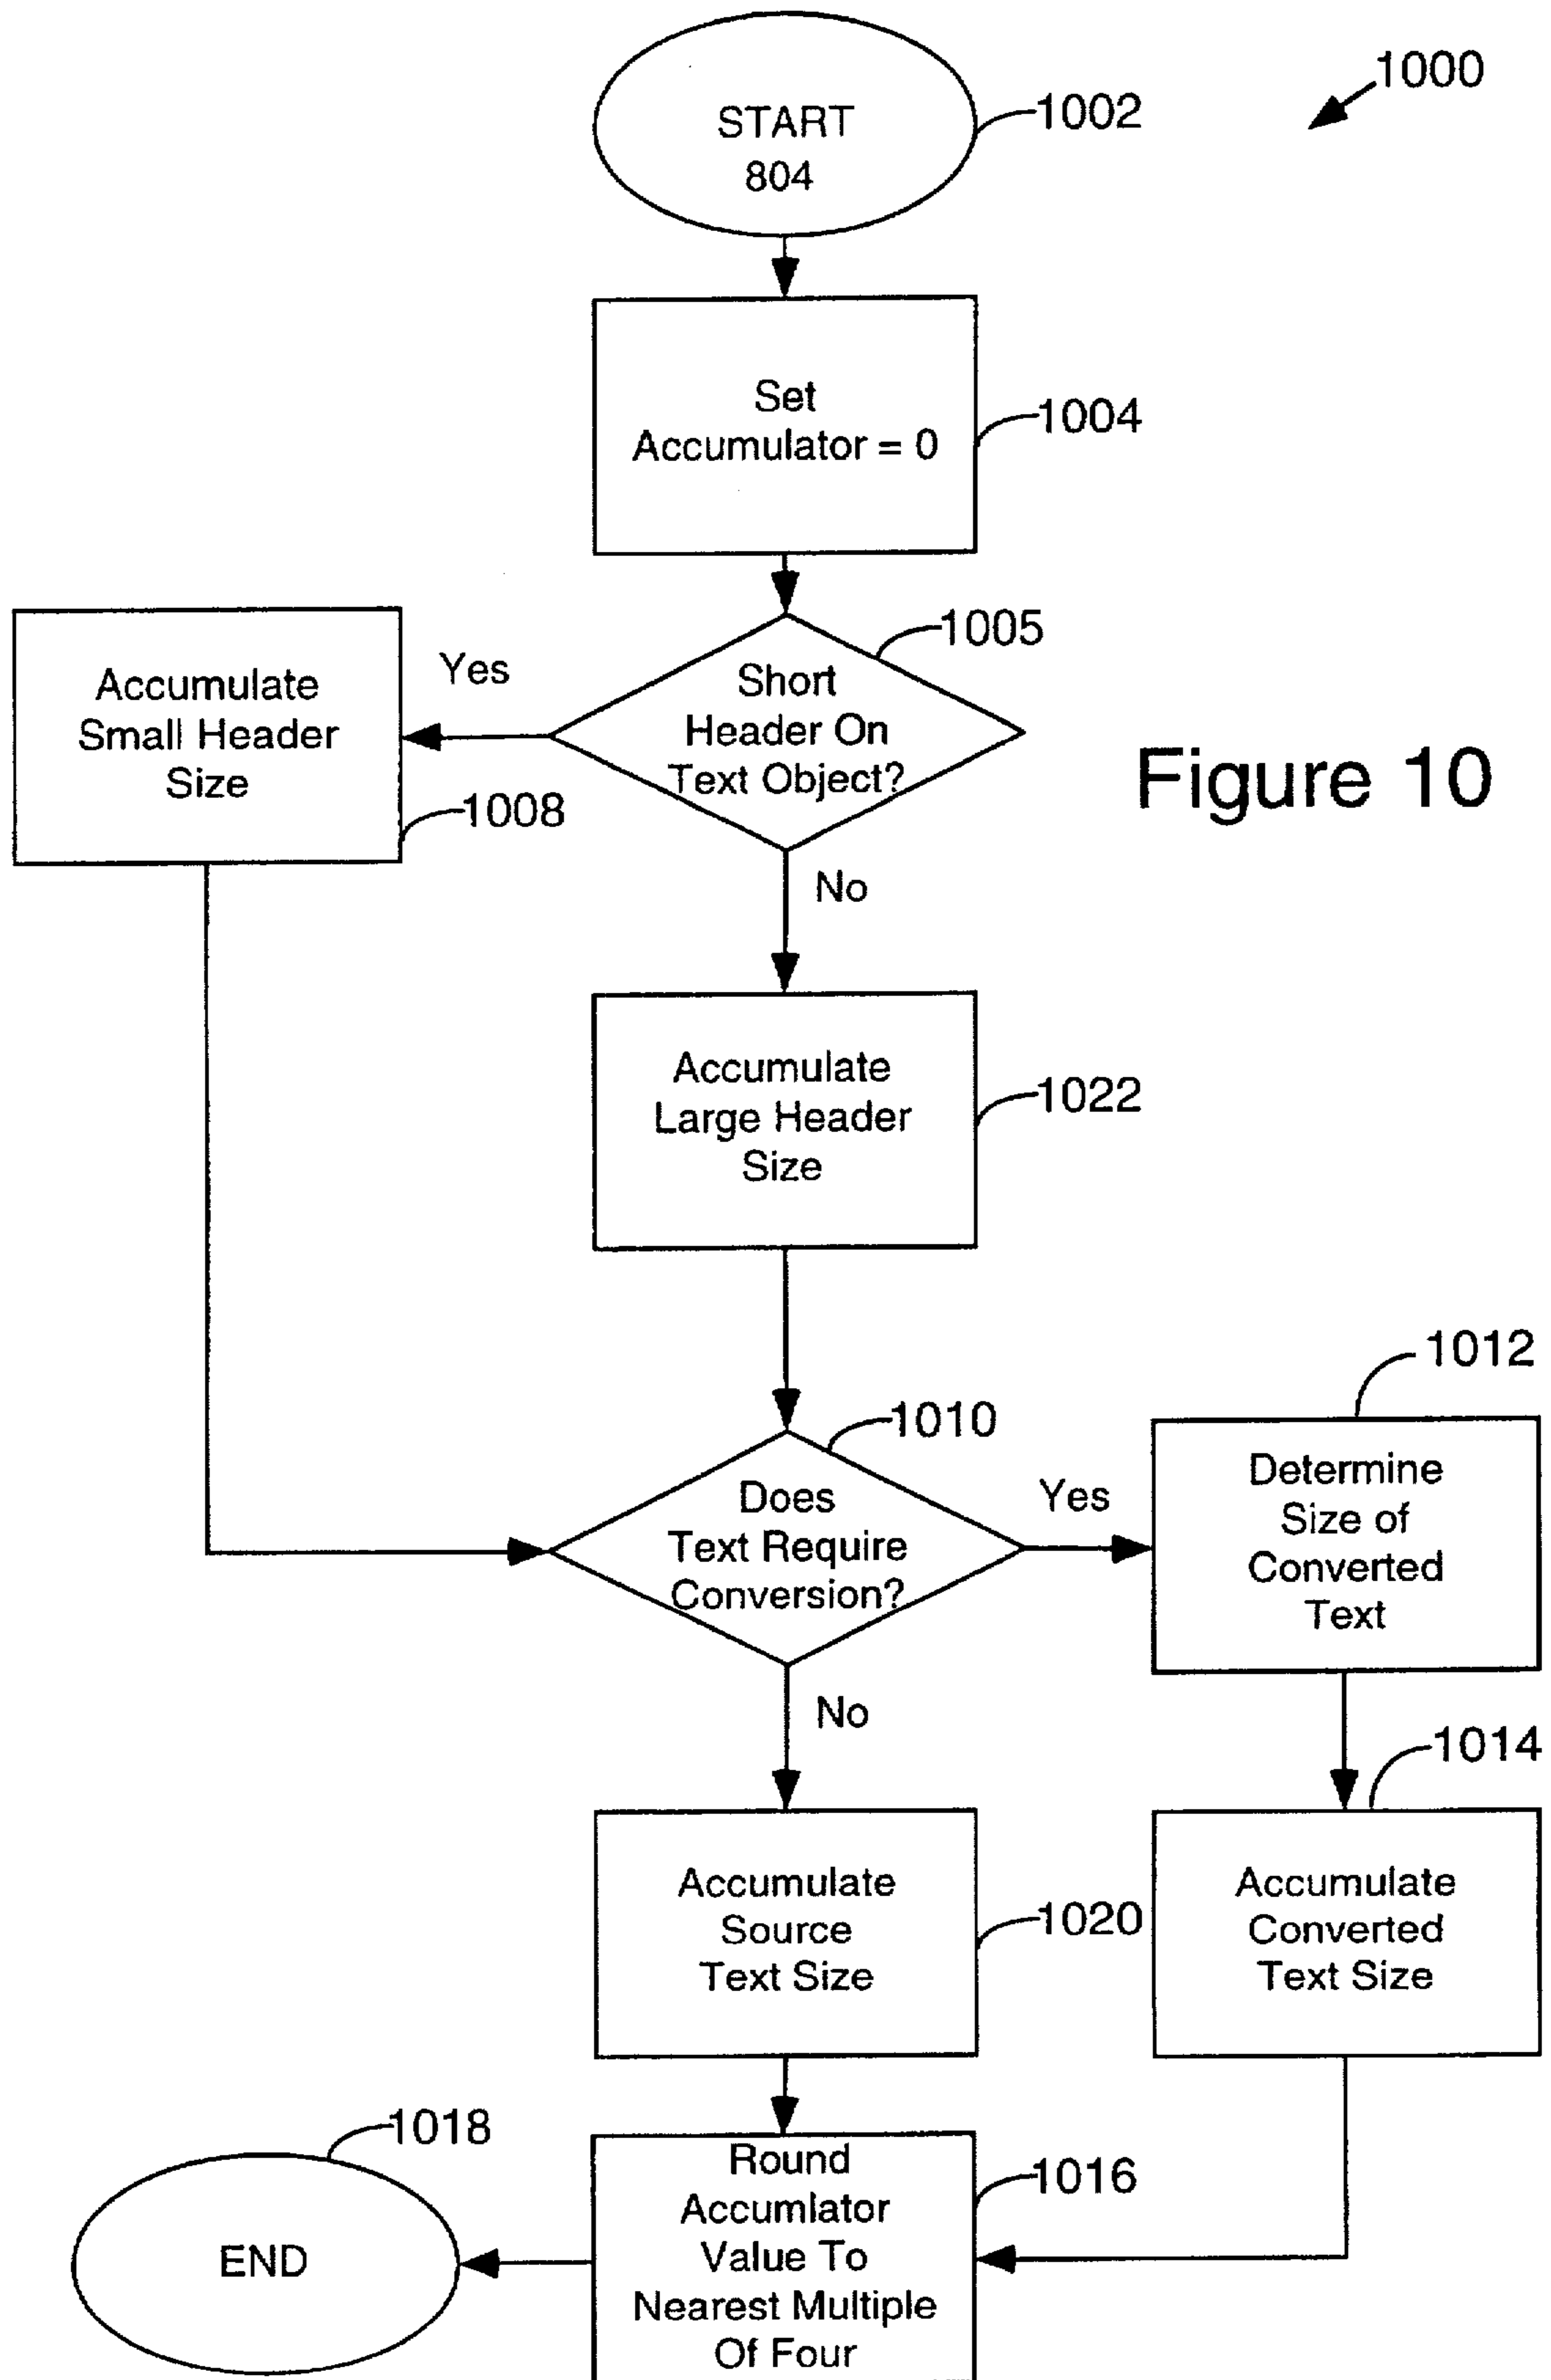 1000
START
804
1002
Set
Accumulator = 0
1004
1005
Short
Header On
Text Object?
Yes
Accumulate
Small Header
Size
1008
Figure 10
No
Accumulate
Large Header
Size
1022
1010
Does
Text Require
Conversion?
Yes
1012
Determine
Size of
Converted
Text
No
1014
Accumulate
Source
Text Size
1020
Accumulate
Converted
Text Size
1018
END
Round
Accumlator
Value To
Nearest Multiple
Of Four
1016